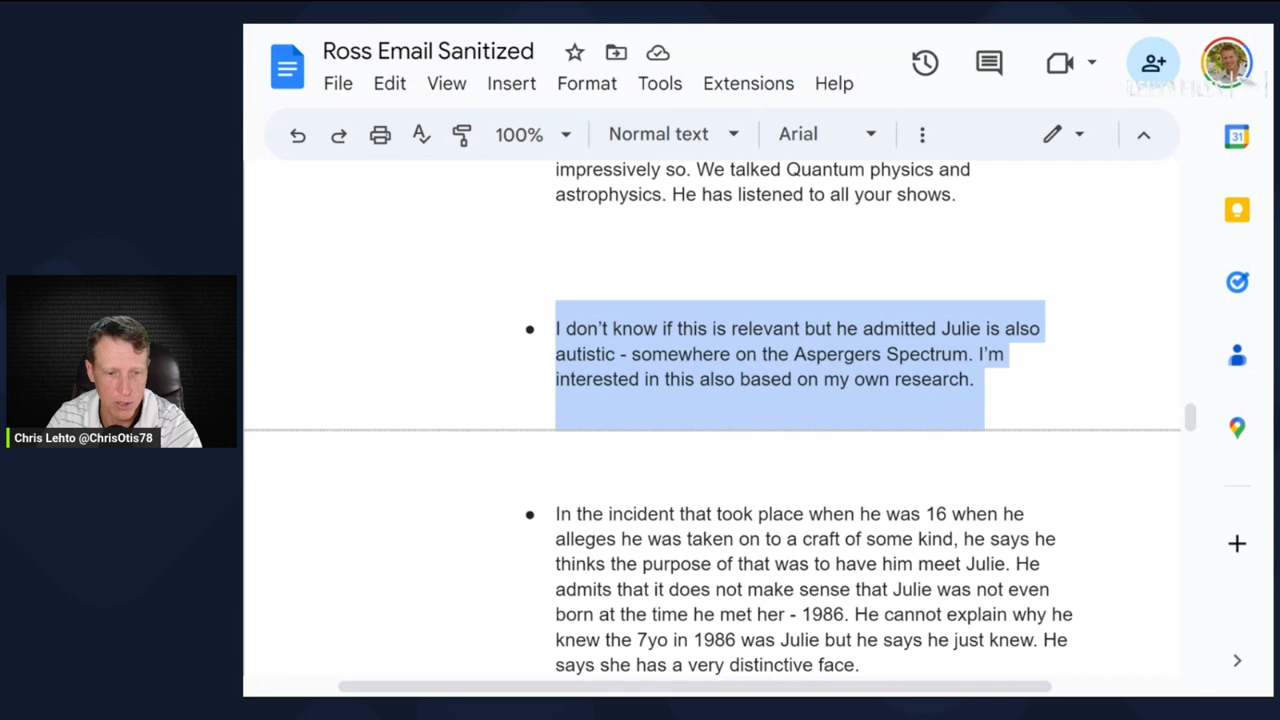 Ross Email Sanitized
File Edit View Insert Format Tools Extensions Help
100% Normal text Arial
31
impressively so. We talked Quantum physics and
astrophysics. He has listened to all your shows.
● I don’t know if this is relevant but he admitted Julie is also
autistic - somewhere on the Aspergers Spectrum. I’m
interested in this also based on my own research.
● In the incident that took place when he was 16 when he
alleges he was taken on to a craft of some kind, he says he
thinks the purpose of that was to have him meet Julie. He
admits that it does not make sense that Julie was not even
born at the time he met her - 1986. He cannot explain why he
knew the 7yo in 1986 was Julie but he says he just knew. He
says she has a very distinctive face.
Chris Lehto @ChrisOtis78